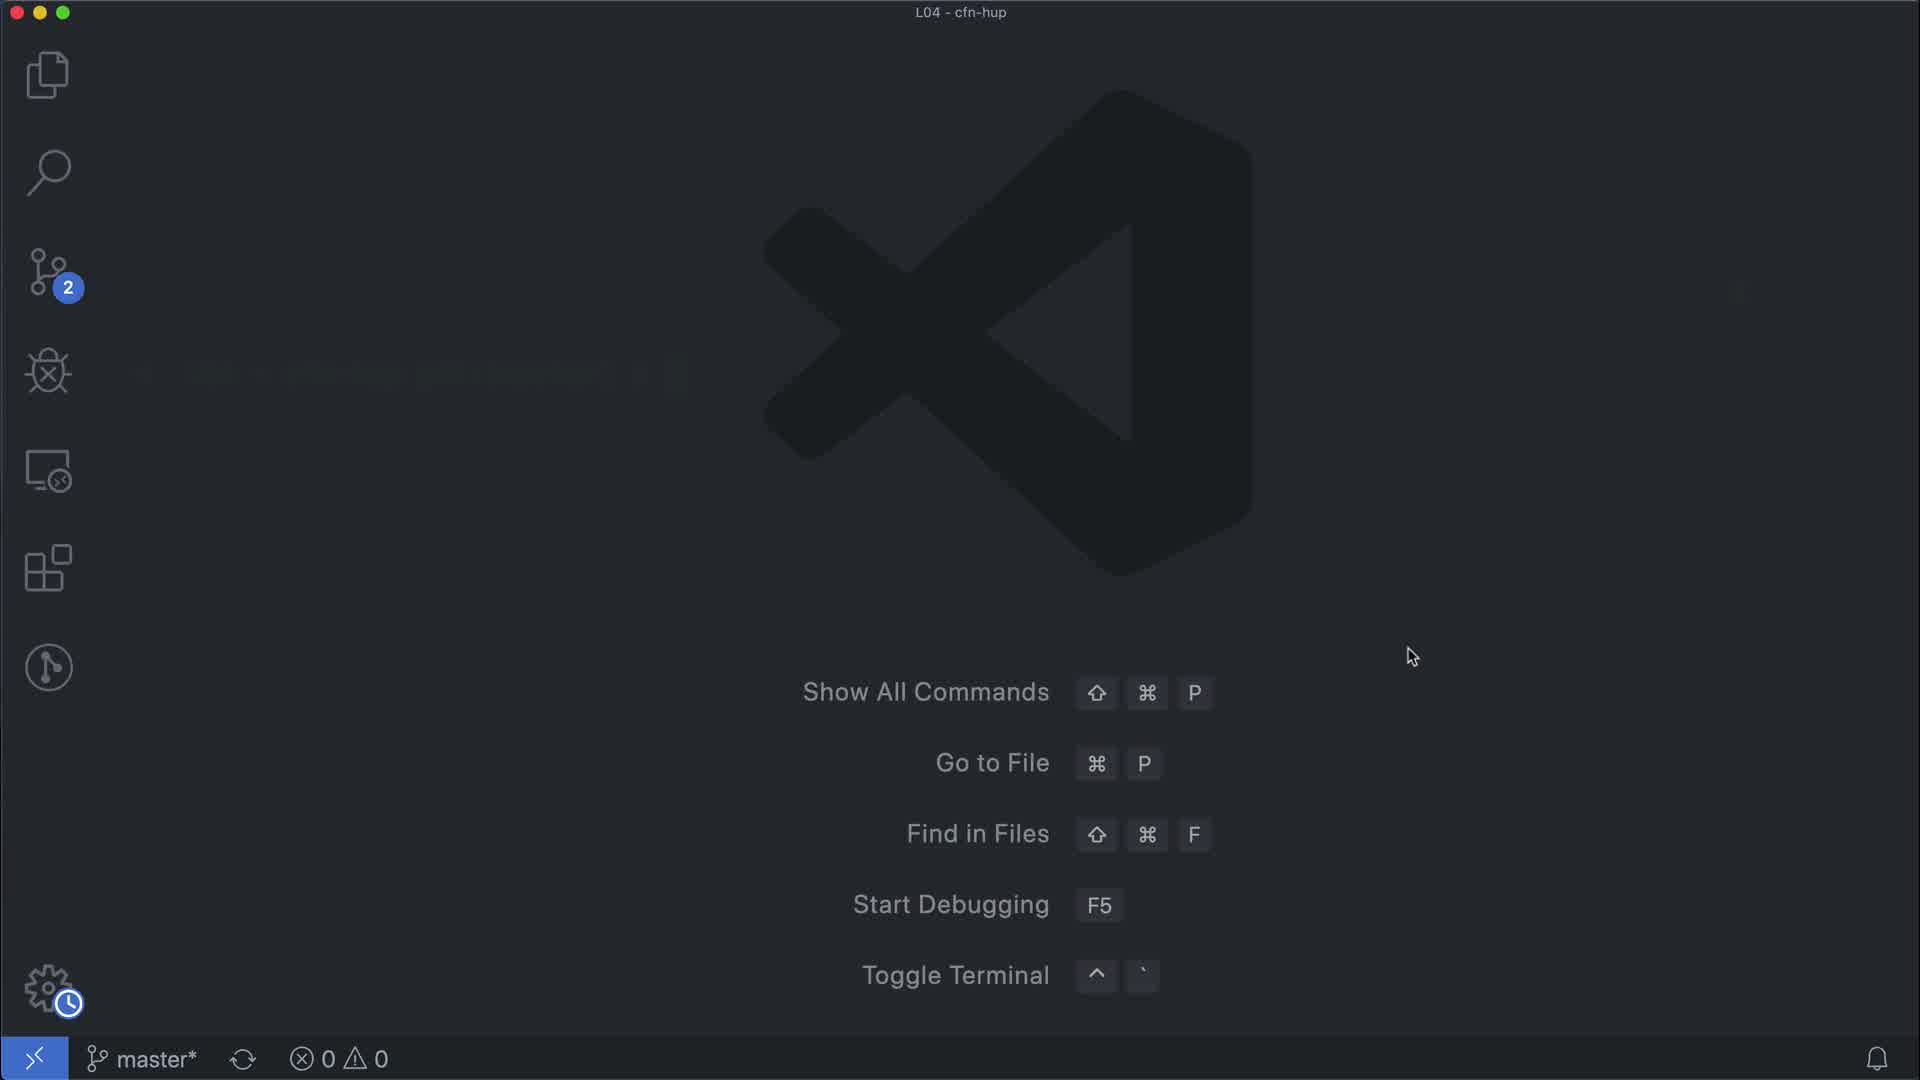 L04 - cfn-hup
2
Show All Commands ⇧ ⌘ P
Go to File ⌘ P
Find in Files ⇧ ⌘ F
Start Debugging F5
Toggle Terminal ^ `
master* 0 0